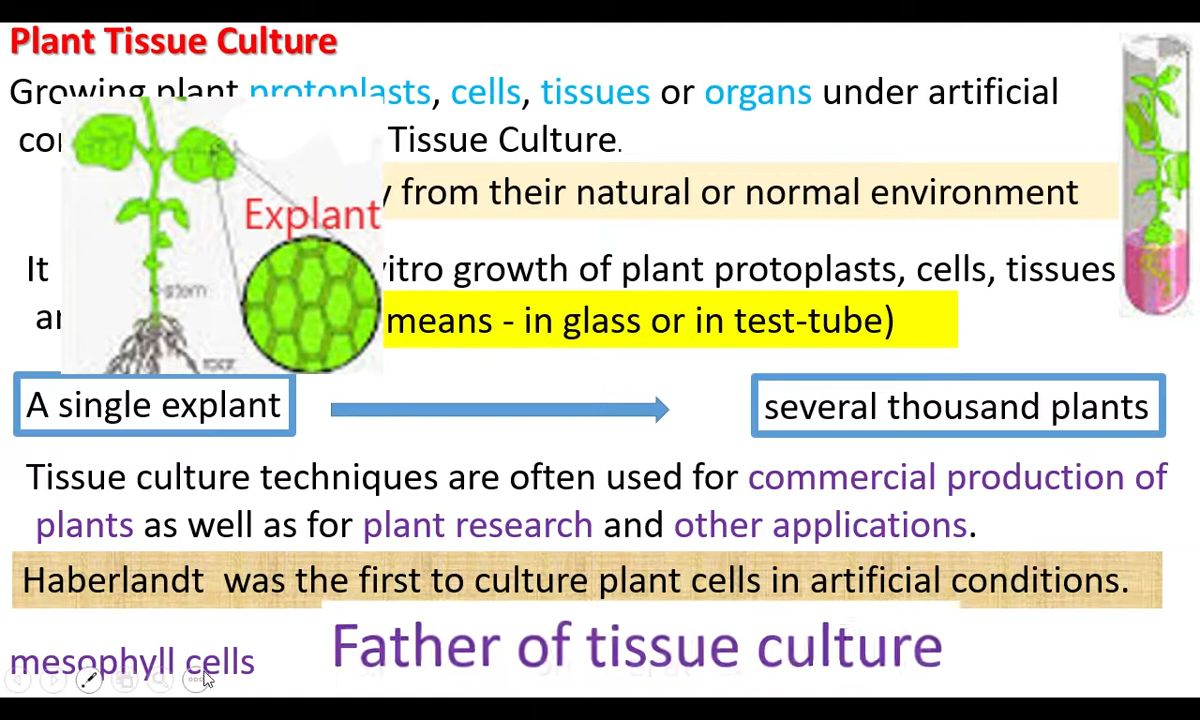 Plant Tissue Culture
Growing plant protoplasts, cells, tissues or organs under artificial
Tissue Culture.
from their natural or normal environment
It growth of plant protoplasts, cells, tissues
means - in glass or in test-tube)
Explant
stem
root
A single explant
several thousand plants
Tissue culture techniques are often used for commercial production of
plants as well as for plant research and other applications.
Haberlandt was the first to culture plant cells in artificial conditions.
mesophyll cells
Father of tissue culture